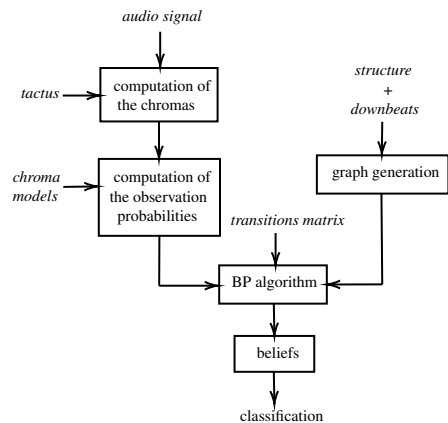 audio signal
computation of
the chromas
tactus
structure
+
downbeats
chroma
models
computation of
the observation
probabilities
graph generation
transitions matrix
BP algorithm
beliefs
classification